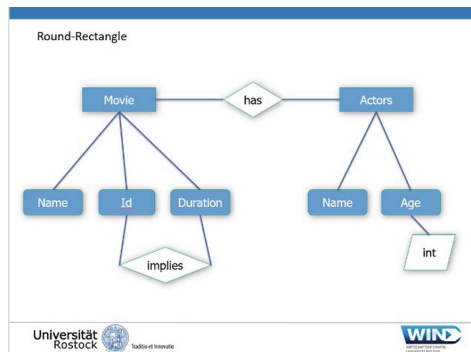 Round-Rectangle
Movie
has
Actors
Name
Id
Duration
Name
Age
implies
int
Universität
Rostock
Traditio et Innovatio
WIND